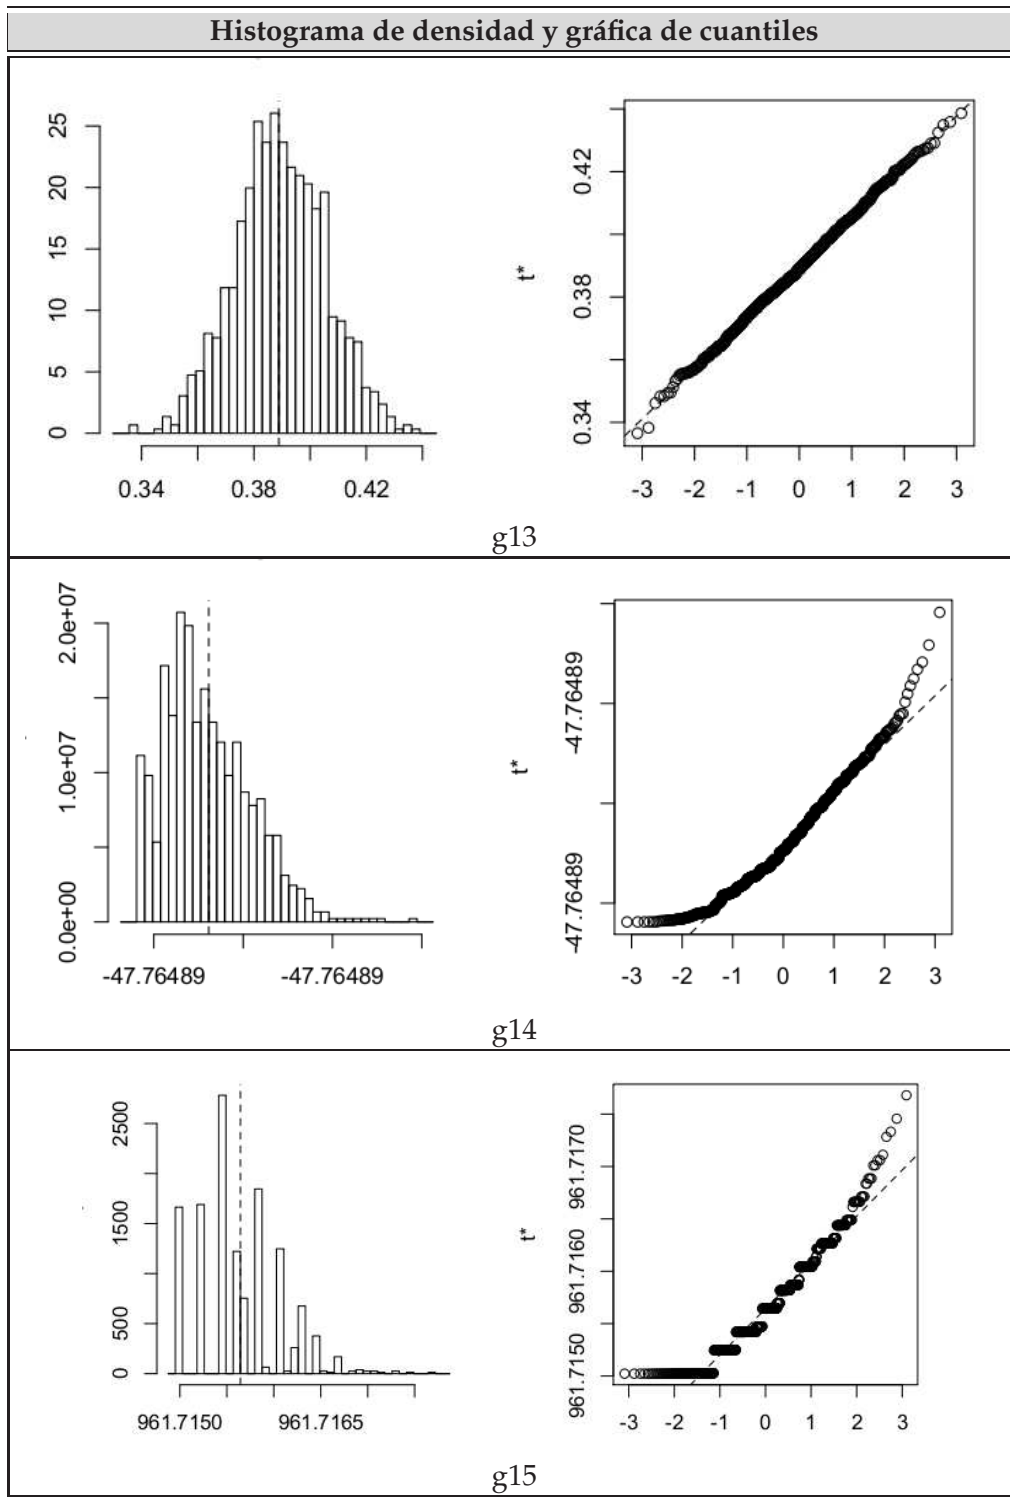 Histograma de densidad y gráfica de cuantiles
25
20
15
10
5
0
0.34 0.38 0.42
t*
0.42
0.38
0.34
-3 -2 -1 0 1 2 3
g13
2.0e+07
1.0e+07
0.0e+00
-47.76489 -47.76489
t*
-47.76489
-47.76489
-3 -2 -1 0 1 2 3
g14
2500
1500
500
0
961.7150 961.7165
t*
961.7170
961.7160
961.7150
-3 -2 -1 0 1 2 3
g15